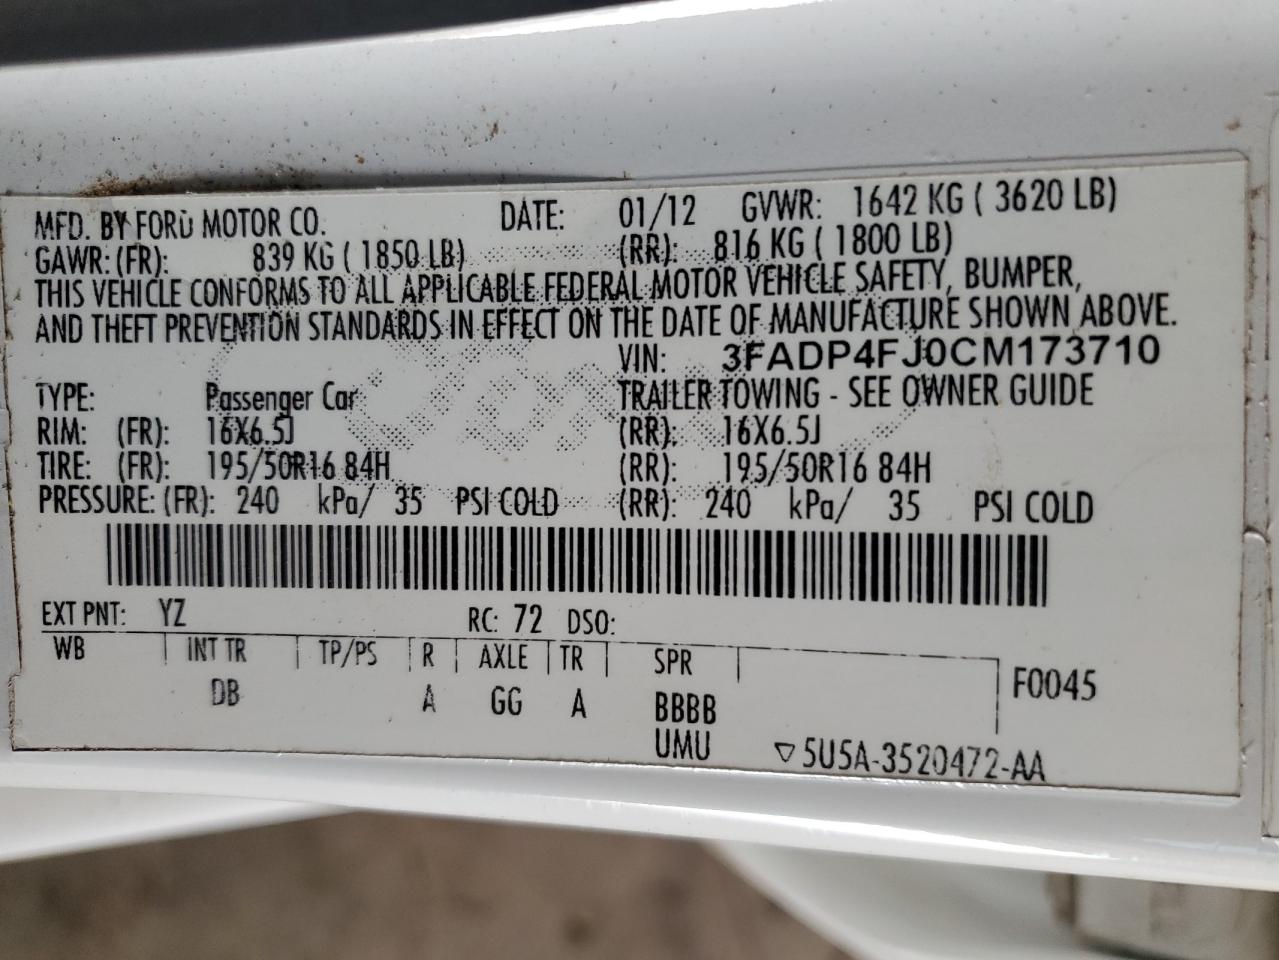 MFD. BY FORD MOTOR CO. DATE: 01/12 GVWR: 1642 KG ( 3620 LB)
GAWR: (FR): 839 KG ( 1850 LB) (RR): 816 KG ( 1800 LB)
THIS VEHICLE CONFORMS TO ALL APPLICABLE FEDERAL MOTOR VEHICLE SAFETY, BUMPER,
AND THEFT PREVENTION STANDARDS IN EFFECT ON THE DATE OF MANUFACTURE SHOWN ABOVE.
VIN: 3FADP4FJ0CM173710
TYPE: Passenger Car TRAILER TOWING - SEE OWNER GUIDE
RIM: (FR): 16X6.5J (RR): 16X6.5J
TIRE: (FR): 195/50R16 84H (RR): 195/50R16 84H
PRESSURE: (FR): 240 kPa/ 35 PSI COLD (RR): 240 kPa/ 35 PSI COLD
EXT PNT: YZ RC: 72 DSO:
WB INT TR TP/PS R AXLE TR SPR
DB A GG A BBBB F0045
UMU ▽5U5A-3520472-AA